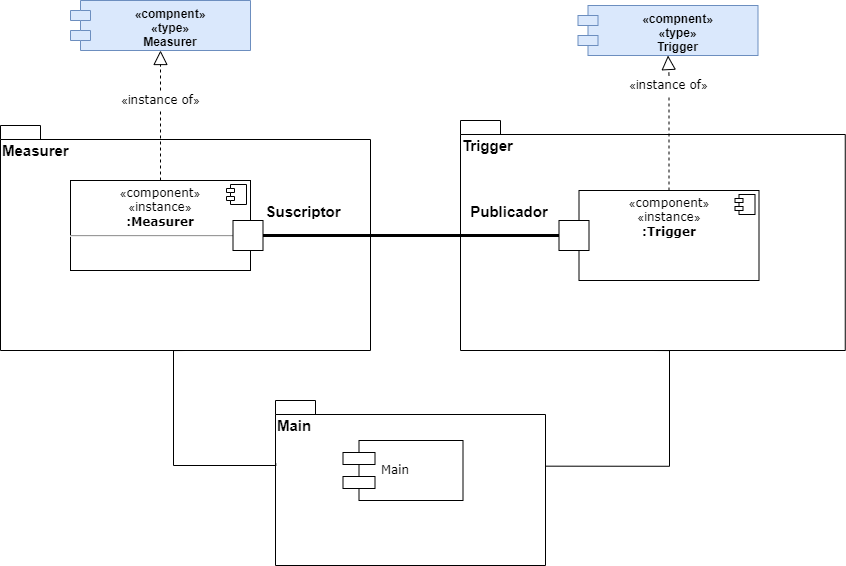 «compnent»
«type»
Measurer
«compnent»
«type»
Trigger
«instance of»
«instance of»
Measurer
Trigger
«component»
«instance»
:Measurer
Suscriptor
Publicador
«component»
«instance»
:Trigger
Main
Main